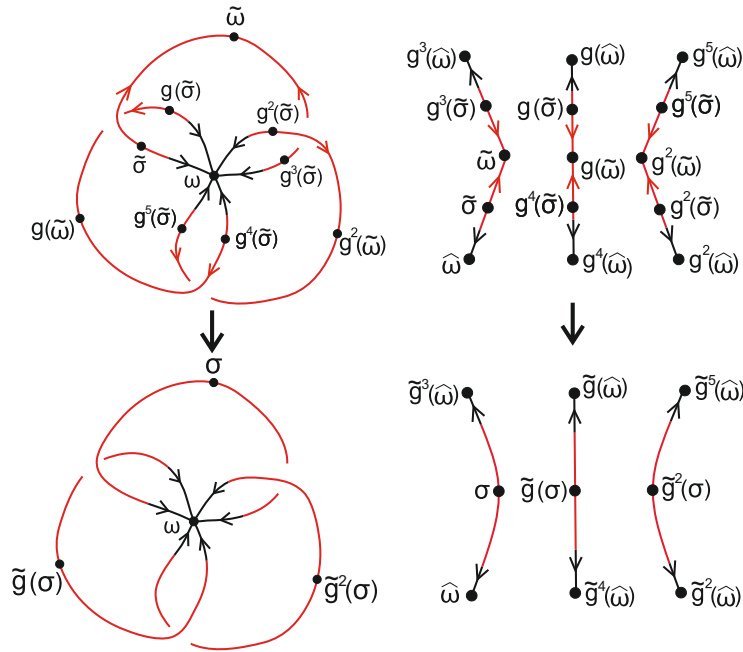 ω̃
g(σ̃)
g²(σ̃)
σ̃
ω
g³(σ̃)
g⁵(σ̃)
g⁴(σ̃)
g(ω̃)
g²(ω̃)
g³(ω̂) g(ω̂) g⁵(ω̂)
g³(σ̃) g(σ̃) g⁵(σ̃)
ω̃ g(ω̃) g²(ω̃)
σ̃ g⁴(σ̃) g²(σ̃)
ω̂ g⁴(ω̂) g²(ω̂)
σ
ω
g̃(σ)
g̃²(σ)
g̃³(ω̂) g̃(ω̂) g̃⁵(ω̂)
σ g̃(σ) g̃²(σ)
ω̂ g̃⁴(ω̂) g̃²(ω̂)